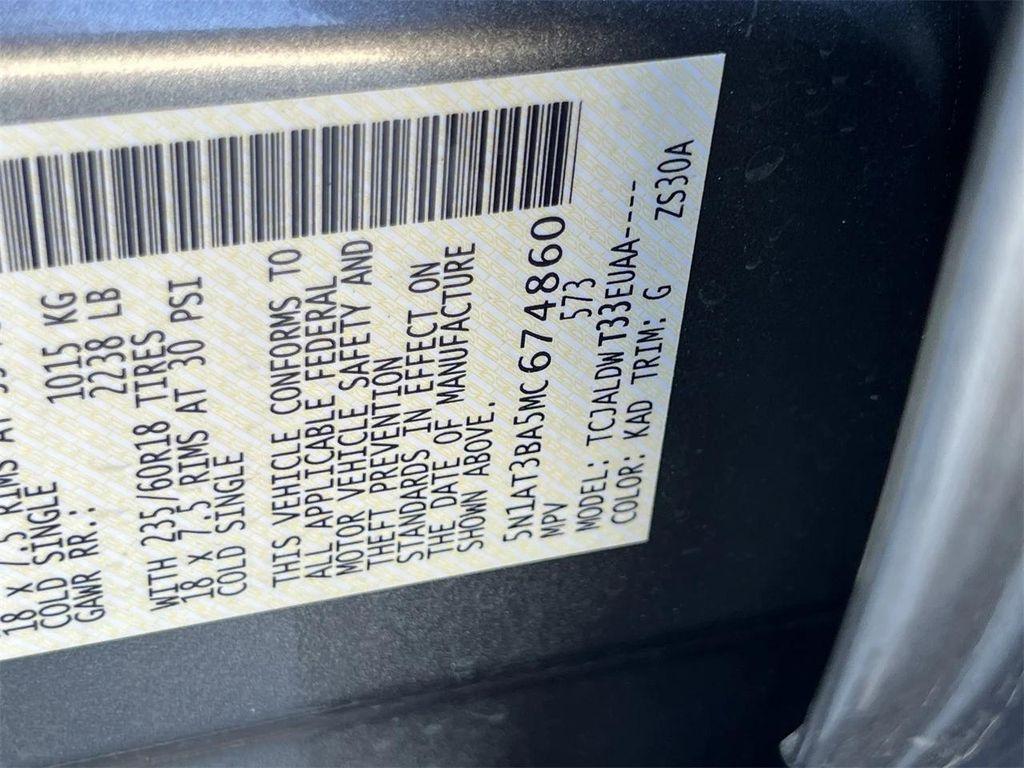 18 X 7.5 RIMS AT
COLD SINGLE
GAWR RR.: 1015 KG
2238 LB
WITH 235/60R18 TIRES
18 X 7.5 RIMS AT 30 PSI
COLD SINGLE
THIS VEHICLE CONFORMS TO
ALL APPLICABLE FEDERAL
MOTOR VEHICLE SAFETY AND
THEFT PREVENTION
STANDARDS IN EFFECT ON
THE DATE OF MANUFACTURE
SHOWN ABOVE.
5N1AT3BA5MC674860
MPV 573
MODEL: TCJALDWT33EUAA----
COLOR: KAD TRIM: G ZS30A